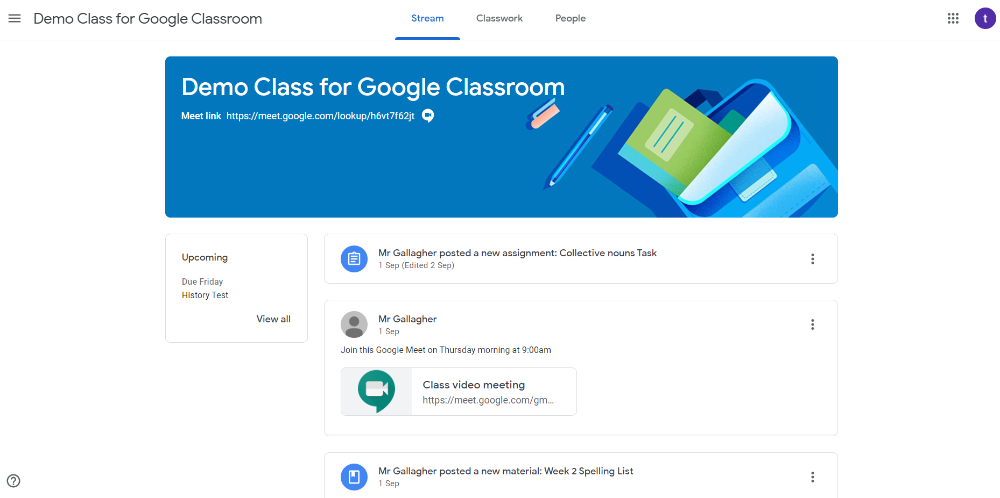 Demo Class for Google Classroom
Stream
Classwork
People
t
Demo Class for Google Classroom
Meet link https://meet.google.com/lookup/h6vt7f62jt
Upcoming
Due Friday
History Test
View all
Mr Gallagher posted a new assignment: Collective nouns Task
1 Sep (Edited 2 Sep)
Mr Gallagher
1 Sep
Join this Google Meet on Thursday morning at 9:00am
Class video meeting
https://meet.google.com/gm...
Mr Gallagher posted a new material: Week 2 Spelling List
1 Sep